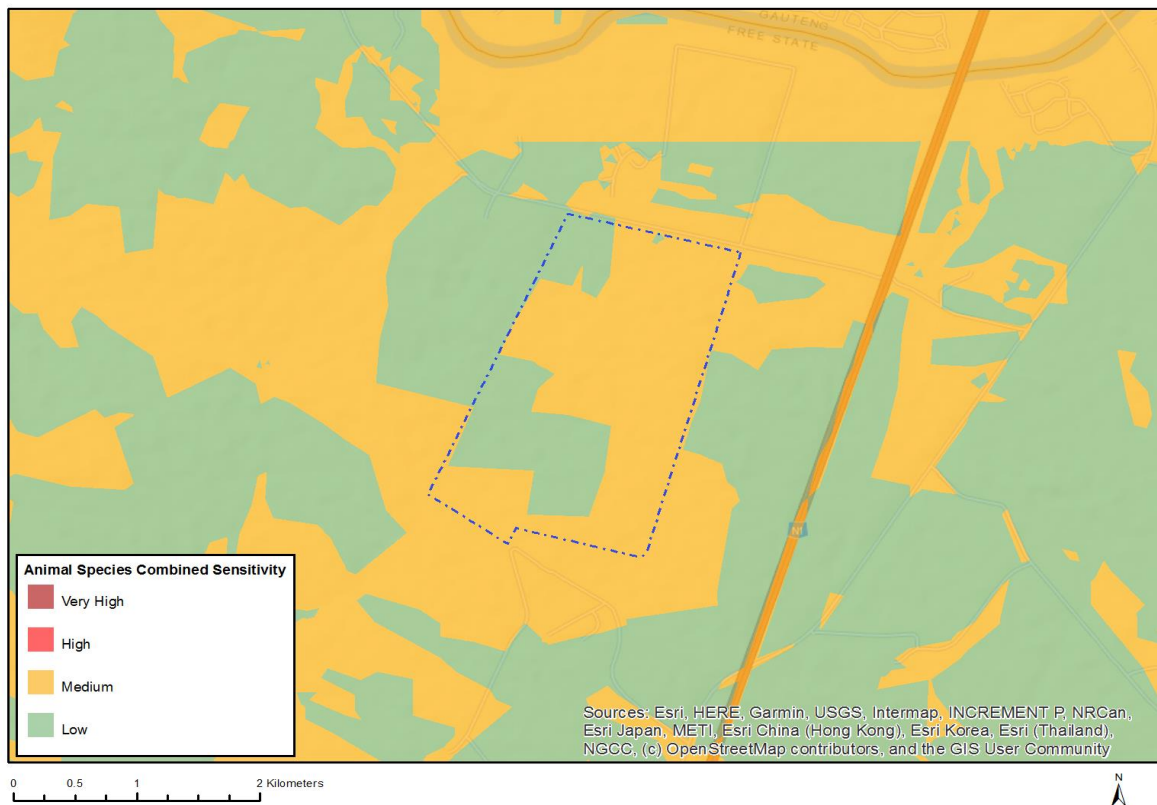 GAUTENG
FREE STATE
N1
Animal Species Combined Sensitivity
Very High
High
Medium
Low
Sources: Esri, HERE, Garmin, USGS, Intermap, INCREMENT P, NRCan,
Esri Japan, METI, Esri China (Hong Kong), Esri Korea, Esri (Thailand),
NGCC, (c) OpenStreetMap contributors, and the GIS User Community
0 0.5 1 2 Kilometers
N